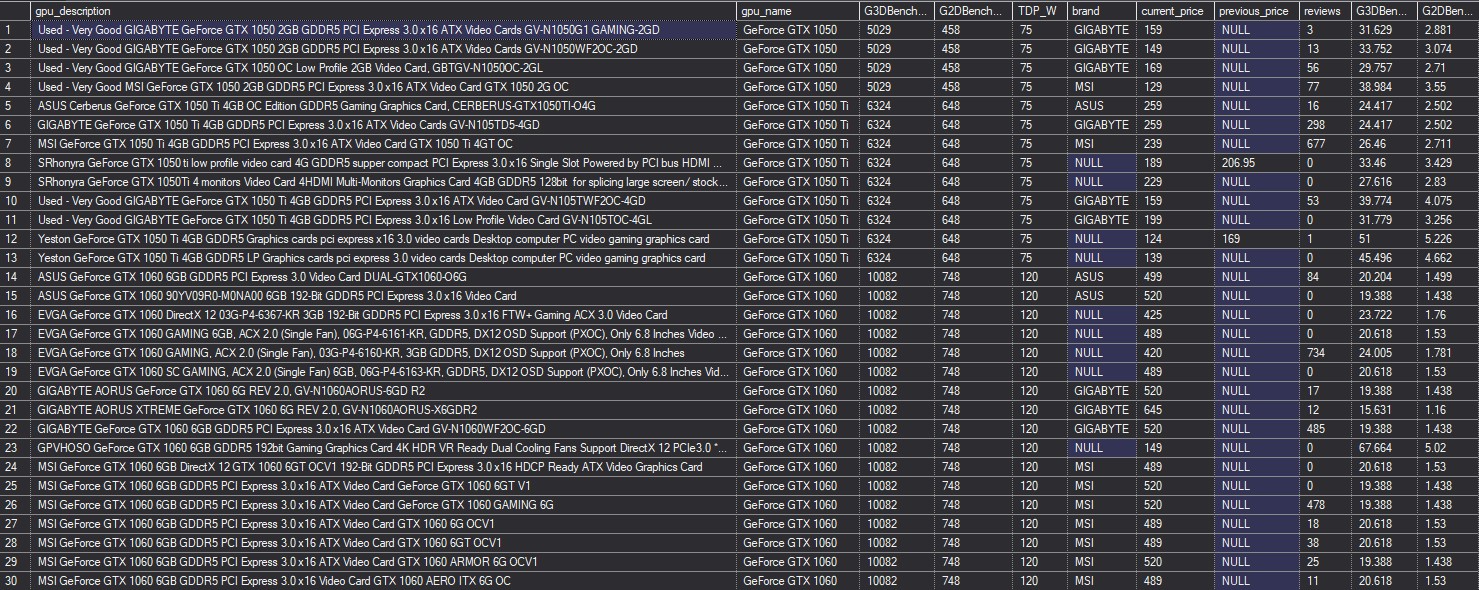 gpu_description gpu_name G3DBench... G2DBench... TDP_W brand current_price previous_price reviews G3DBen... G2DBen...
1 Used - Very Good GIGABYTE GeForce GTX 1050 2GB GDDR5 PCI Express 3.0 x16 ATX Video Cards GV-N1050G1 GAMING-2GD GeForce GTX 1050 5029 458 75 GIGABYTE 159 NULL 3 31.629 2.881
2 Used - Very Good GIGABYTE GeForce GTX 1050 2GB GDDR5 PCI Express 3.0 x16 ATX Video Cards GV-N1050WF2OC-2GD GeForce GTX 1050 5029 458 75 GIGABYTE 149 NULL 13 33.752 3.074
3 Used - Very Good GIGABYTE GeForce GTX 1050 OC Low Profile 2GB Video Card, GBTGV-N1050OC-2GL GeForce GTX 1050 5029 458 75 GIGABYTE 169 NULL 56 29.757 2.71
4 Used - Very Good MSI GeForce GTX 1050 2GB GDDR5 PCI Express 3.0 x16 ATX Video Card GTX 1050 2G OC GeForce GTX 1050 5029 458 75 MSI 129 NULL 77 38.984 3.55
5 ASUS Cerberus GeForce GTX 1050 Ti 4GB OC Edition GDDR5 Gaming Graphics Card, CERBERUS-GTX1050TI-O4G GeForce GTX 1050 Ti 6324 648 75 ASUS 259 NULL 16 24.417 2.502
6 GIGABYTE GeForce GTX 1050 Ti 4GB GDDR5 PCI Express 3.0 x16 ATX Video Cards GV-N105TD5-4GD GeForce GTX 1050 Ti 6324 648 75 GIGABYTE 259 NULL 298 24.417 2.502
7 MSI GeForce GTX 1050 Ti 4GB GDDR5 PCI Express 3.0 x16 ATX Video Card GTX 1050 Ti 4GT OC GeForce GTX 1050 Ti 6324 648 75 MSI 239 NULL 677 26.46 2.711
8 SRhonyra GeForce GTX 1050 ti low profile video card 4G GDDR5 supper compact PCI Express 3.0 x16 Single Slot Powered by PCI bus HDMI ... GeForce GTX 1050 Ti 6324 648 75 NULL 189 206.95 0 33.46 3.429
9 SRhonyra GeForce GTX 1050Ti 4 monitors Video Card 4HDMI Multi-Monitors Graphics Card 4GB GDDR5 128bit for splicing large screen/ stock... GeForce GTX 1050 Ti 6324 648 75 NULL 229 NULL 0 27.616 2.83
10 Used - Very Good GIGABYTE GeForce GTX 1050 Ti 4GB GDDR5 PCI Express 3.0 x16 ATX Video Cards GV-N105TWF2OC-4GD GeForce GTX 1050 Ti 6324 648 75 GIGABYTE 159 NULL 53 39.774 4.075
11 Used - Very Good GIGABYTE GeForce GTX 1050 Ti 4GB GDDR5 PCI Express 3.0 x16 Low Profile Video Card GV-N105TOC-4GL GeForce GTX 1050 Ti 6324 648 75 GIGABYTE 199 NULL 0 31.779 3.256
12 Yeston GeForce GTX 1050 Ti 4GB GDDR5 Graphics cards pci express x16 3.0 video cards Desktop computer PC video gaming graphics card GeForce GTX 1050 Ti 6324 648 75 NULL 124 169 1 51 5.226
13 Yeston GeForce GTX 1050 Ti 4GB GDDR5 LP Graphics cards pci express 3.0 video cards Desktop computer PC video gaming graphics card GeForce GTX 1050 Ti 6324 648 75 NULL 139 NULL 0 45.496 4.662
14 ASUS GeForce GTX 1060 6GB GDDR5 PCI Express 3.0 Video Card DUAL-GTX1060-O6G GeForce GTX 1060 10082 748 120 ASUS 499 NULL 84 20.204 1.499
15 ASUS GeForce GTX 1060 90YV09R0-M0NA00 6GB 192-Bit GDDR5 PCI Express 3.0 x16 Video Card GeForce GTX 1060 10082 748 120 ASUS 520 NULL 0 19.388 1.438
16 EVGA GeForce GTX 1060 DirectX 12 03G-P4-6367-KR 3GB 192-Bit GDDR5 PCI Express 3.0 x16 FTW+ Gaming ACX 3.0 Video Card GeForce GTX 1060 10082 748 120 NULL 425 NULL 0 23.722 1.76
17 EVGA GeForce GTX 1060 GAMING 6GB, ACX 2.0 (Single Fan), 06G-P4-6161-KR, GDDR5, DX12 OSD Support (PXOC), Only 6.8 Inches Video ... GeForce GTX 1060 10082 748 120 NULL 489 NULL 0 20.618 1.53
18 EVGA GeForce GTX 1060 GAMING, ACX 2.0 (Single Fan), 03G-P4-6160-KR, 3GB GDDR5, DX12 OSD Support (PXOC), Only 6.8 Inches GeForce GTX 1060 10082 748 120 NULL 420 NULL 734 24.005 1.781
19 EVGA GeForce GTX 1060 SC GAMING, ACX 2.0 (Single Fan), 06G-P4-6163-KR, GDDR5, DX12 OSD Support (PXOC), Only 6.8 Inches Vid... GeForce GTX 1060 10082 748 120 NULL 489 NULL 0 20.618 1.53
20 GIGABYTE AORUS GeForce GTX 1060 6G REV 2.0, GV-N1060AORUS-6GD R2 GeForce GTX 1060 10082 748 120 GIGABYTE 520 NULL 17 19.388 1.438
21 GIGABYTE AORUS XTREME GeForce GTX 1060 6G REV 2.0, GV-N1060AORUS-X6GDR2 GeForce GTX 1060 10082 748 120 GIGABYTE 645 NULL 12 15.631 1.16
22 GIGABYTE GeForce GTX 1060 6GB GDDR5 PCI Express 3.0 x16 ATX Video Card GV-N1060WF2OC-6GD GeForce GTX 1060 10082 748 120 GIGABYTE 520 NULL 485 19.388 1.438
23 GPVHOSO GeForce GTX 1060 6GB GDDR5 192bit Gaming Graphics Card 4K HDR VR Ready Dual Cooling Fans Support DirectX 12 PCIe3.0 *... GeForce GTX 1060 10082 748 120 NULL 149 NULL 0 67.664 5.02
24 MSI GeForce GTX 1060 6GB DirectX 12 GTX 1060 6GT OCV1 192-Bit GDDR5 PCI Express 3.0 x16 HDCP Ready ATX Video Graphics Card GeForce GTX 1060 10082 748 120 MSI 489 NULL 0 20.618 1.53
25 MSI GeForce GTX 1060 6GB GDDR5 PCI Express 3.0 x16 ATX Video Card GeForce GTX 1060 6GT V1 GeForce GTX 1060 10082 748 120 MSI 520 NULL 0 19.388 1.438
26 MSI GeForce GTX 1060 6GB GDDR5 PCI Express 3.0 x16 ATX Video Card GeForce GTX 1060 GAMING 6G GeForce GTX 1060 10082 748 120 MSI 520 NULL 478 19.388 1.438
27 MSI GeForce GTX 1060 6GB GDDR5 PCI Express 3.0 x16 ATX Video Card GTX 1060 6G OCV1 GeForce GTX 1060 10082 748 120 MSI 489 NULL 18 20.618 1.53
28 MSI GeForce GTX 1060 6GB GDDR5 PCI Express 3.0 x16 ATX Video Card GTX 1060 6GT OCV1 GeForce GTX 1060 10082 748 120 MSI 489 NULL 38 20.618 1.53
29 MSI GeForce GTX 1060 6GB GDDR5 PCI Express 3.0 x16 ATX Video Card GTX 1060 ARMOR 6G OCV1 GeForce GTX 1060 10082 748 120 MSI 489 NULL 25 19.388 1.438
30 MSI GeForce GTX 1060 6GB GDDR5 PCI Express 3.0 x16 Video Card GTX 1060 AERO ITX 6G OC GeForce GTX 1060 10082 748 120 MSI 489 NULL 11 20.618 1.53